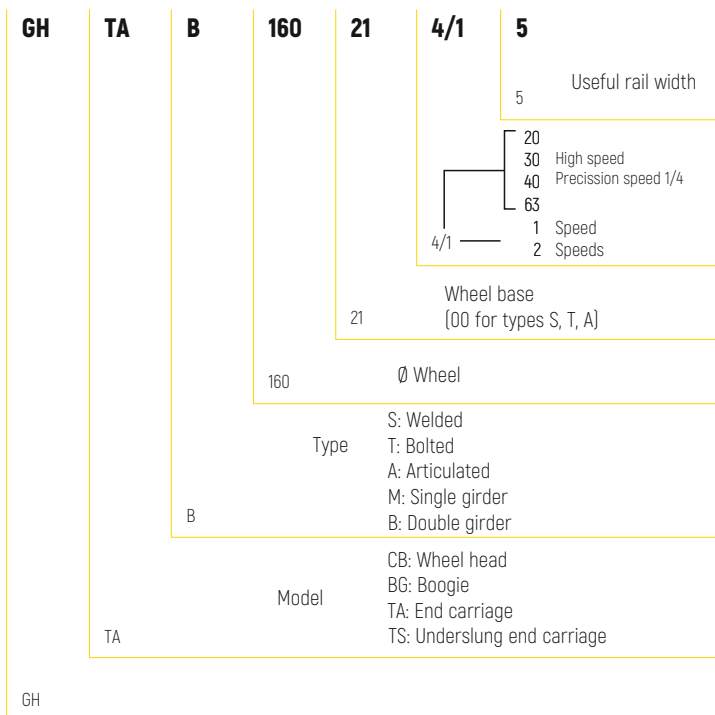 GH TA B 160 21 4/1 5
Useful rail width
5
20
30 High speed
40 Precission speed 1/4
63
1 Speed
4/1
2 Speeds
Wheel base
21 (00 for types S, T, A)
160 Ø Wheel
S: Welded
Type T: Bolted
A: Articulated
M: Single girder
B B: Double girder
CB: Wheel head
BG: Boogie
Model
TA: End carriage
TA TS: Underslung end carriage
GH